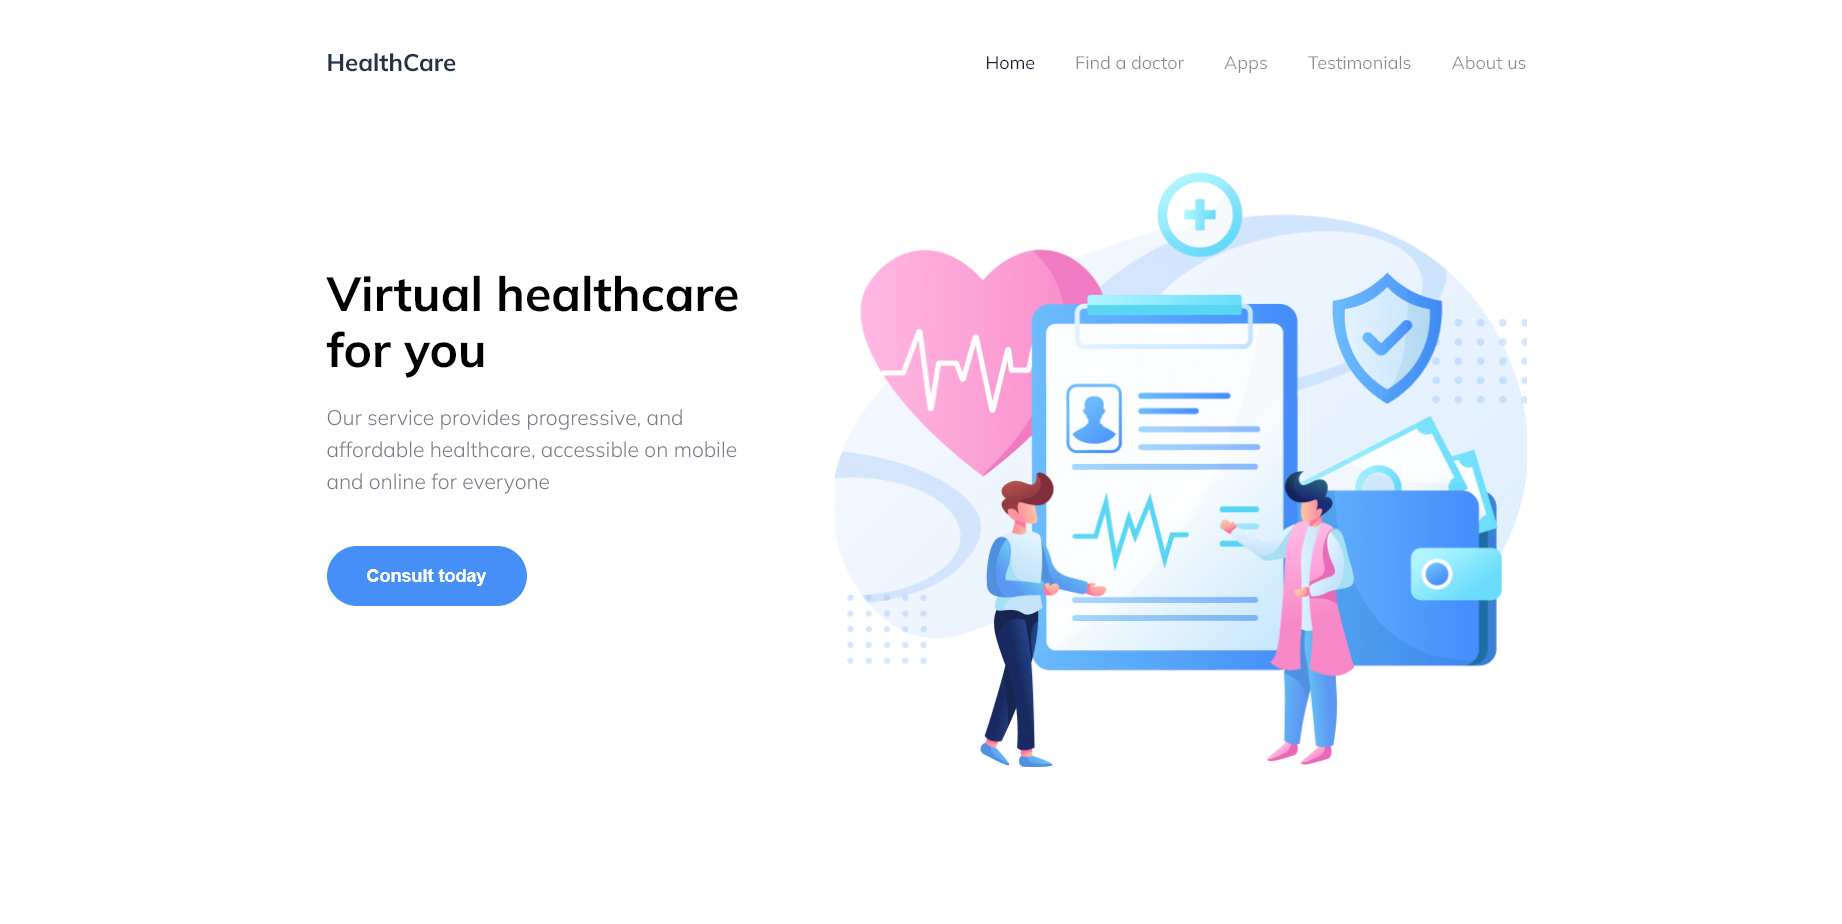 HealthCare
Home Find a doctor Apps Testimonials About us
Virtual healthcare
for you
Our service provides progressive, and
affordable healthcare, accessible on mobile
and online for everyone
Consult today